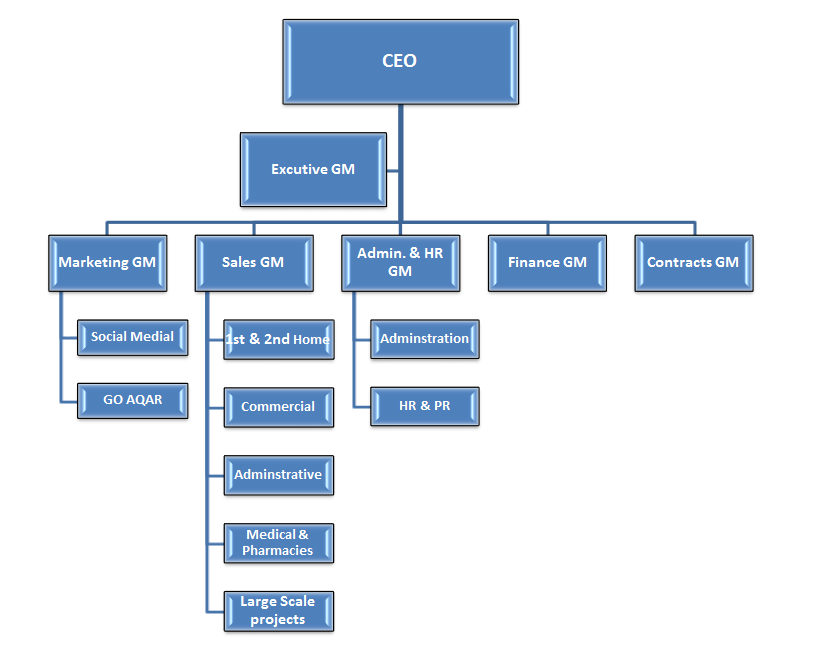 CEO
Excutive GM
Marketing GM
Sales GM
Admin. & HR
GM
Finance GM
Contracts GM
Social Medial
GO AQAR
1st & 2nd Home
Commercial
Adminstrative
Medical &
Pharmacies
Large Scale
projects
Adminstration
HR & PR